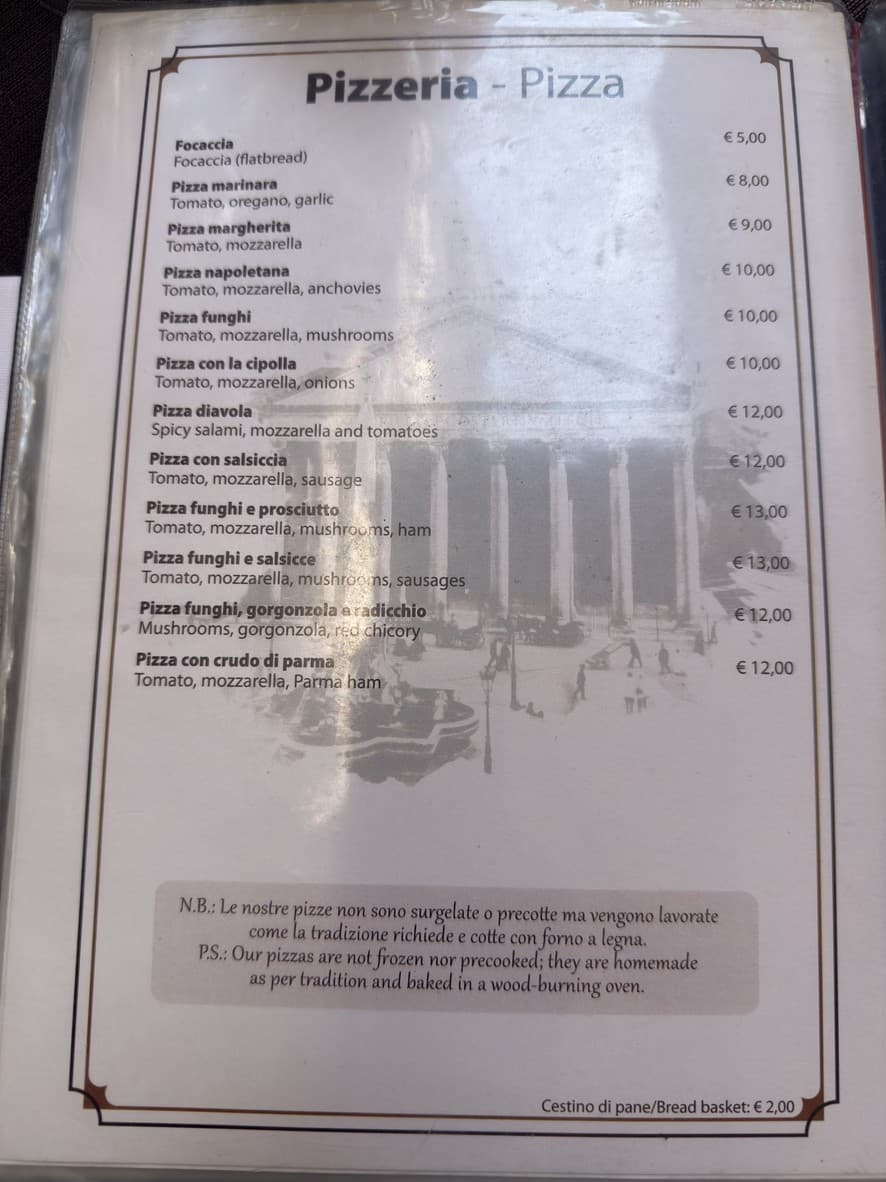 Pizzeria - Pizza
Focaccia € 5,00
Focaccia (flatbread)
Pizza marinara € 8,00
Tomato, oregano, garlic
Pizza margherita € 9,00
Tomato, mozzarella
Pizza napoletana € 10,00
Tomato, mozzarella, anchovies
Pizza funghi € 10,00
Tomato, mozzarella, mushrooms
Pizza con la cipolla € 10,00
Tomato, mozzarella, onions
Pizza diavola € 12,00
Spicy salami, mozzarella and tomatoes
Pizza con salsiccia € 12,00
Tomato, mozzarella, sausage
Pizza funghi e prosciutto € 13,00
Tomato, mozzarella, mushrooms, ham
Pizza funghi e salsicce € 13,00
Tomato, mozzarella, mushrooms, sausages
Pizza funghi, gorgonzola e radicchio € 12,00
Mushrooms, gorgonzola, red chicory
Pizza con crudo di parma € 12,00
Tomato, mozzarella, Parma ham
N.B.: Le nostre pizze non sono surgelate o precotte ma vengono lavorate
come la tradizione richiede e cotte con forno a legna.
P.S.: Our pizzas are not frozen nor precooked; they are homemade
as per tradition and baked in a wood-burning oven.
Cestino di pane/Bread basket: € 2,00